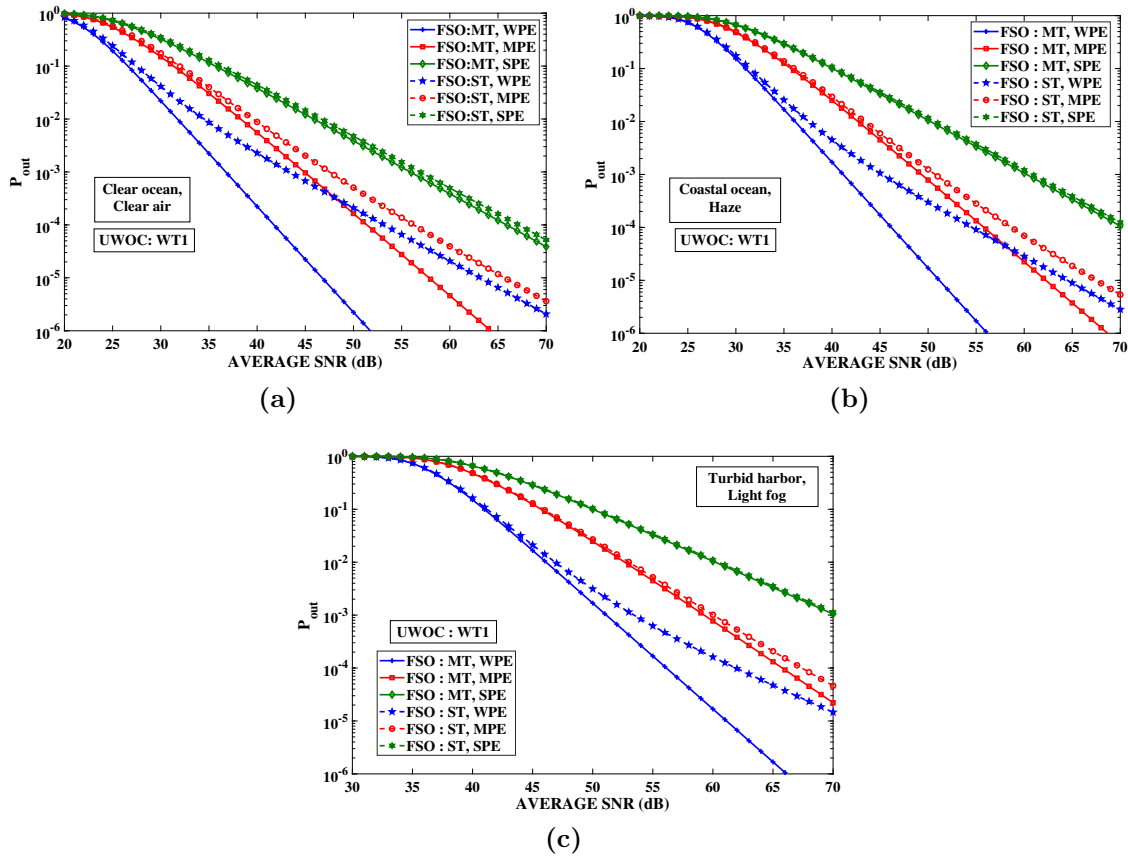 P_out
10^0
10^-1
10^-2
10^-3
10^-4
10^-5
10^-6
FSO:MT, WPE
FSO:MT, MPE
FSO:MT, SPE
FSO:ST, WPE
FSO:ST, MPE
FSO:ST, SPE
Clear ocean,
Clear air
UWOC: WT1
20 25 30 35 40 45 50 55 60 65 70
AVERAGE SNR (dB)
(a)
P_out
10^0
10^-1
10^-2
10^-3
10^-4
10^-5
10^-6
FSO : MT, WPE
FSO : MT, MPE
FSO : MT, SPE
FSO : ST, WPE
FSO : ST, MPE
FSO : ST, SPE
Coastal ocean,
Haze
UWOC: WT1
20 25 30 35 40 45 50 55 60 65 70
AVERAGE SNR (dB)
(b)
P_out
10^0
10^-1
10^-2
10^-3
10^-4
10^-5
10^-6
Turbid harbor,
Light fog
UWOC : WT1
FSO : MT, WPE
FSO : MT, MPE
FSO : MT, SPE
FSO : ST, WPE
FSO : ST, MPE
FSO : ST, SPE
30 35 40 45 50 55 60 65 70
AVERAGE SNR (dB)
(c)